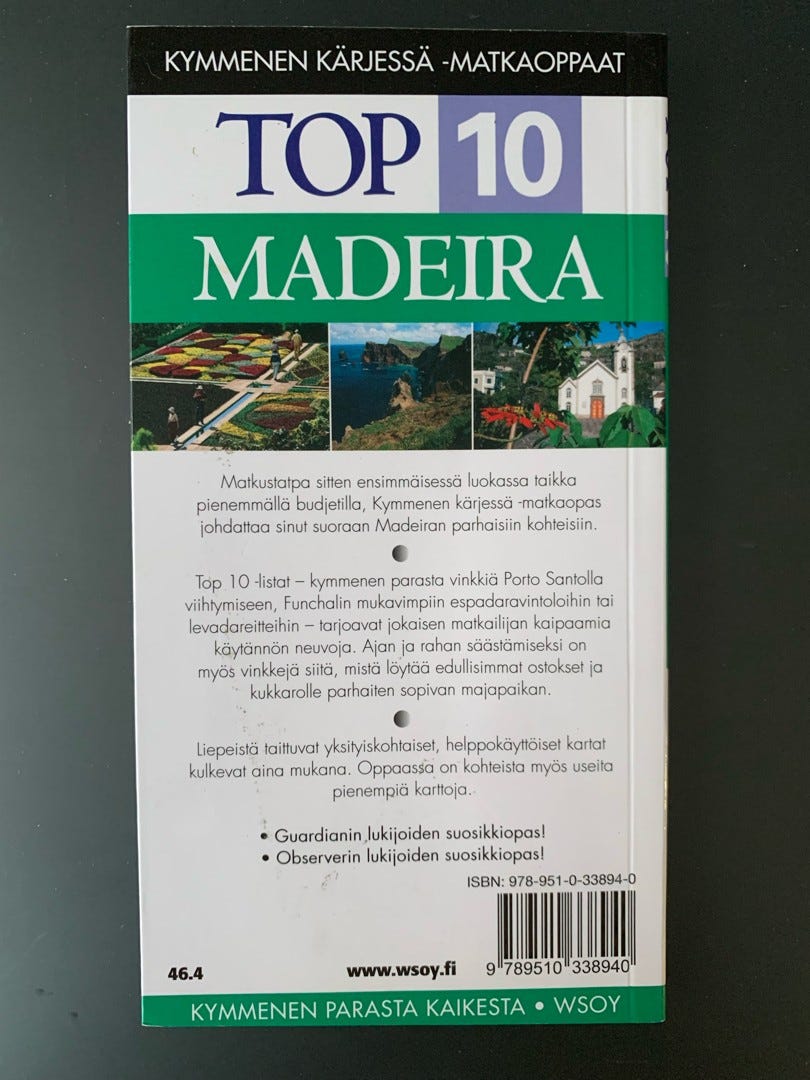 KYMMENEN KÄRJESSÄ -MATKAOPPAAT
TOP 10
MADEIRA
Matkustatpa sitten ensimmäisessä luokassa taikka
pienemmällä budjetilla, Kymmenen kärjessä -matkaopas
johdattaa sinut suoraan Madeiran parhaisiin kohteisiin.
Top 10 -listat – kymmenen parasta vinkkiä Porto Santolla
viihtymiseen, Funchalin mukavimpiin espadaravintoloihin tai
levadareitteihin – tarjoavat jokaisen matkailijan kaipaamia
käytännön neuvoja. Ajan ja rahan säästämiseksi on
myös vinkkejä siitä, mistä löytää edullisimmat ostokset ja
kukkarolle parhaiten sopivan majapaikan.
Liepeistä taittuvat yksityiskohtaiset, helppokäyttöiset kartat
kulkevat aina mukana. Oppaassa on kohteista myös useita
pienempiä karttoja.
• Guardianin lukijoiden suosikkiopas!
• Observerin lukijoiden suosikkiopas!
ISBN: 978-951-0-33894-0
46.4
www.wsoy.fi
9 789510 338940
KYMMENEN PARASTA KAIKESTA • WSOY